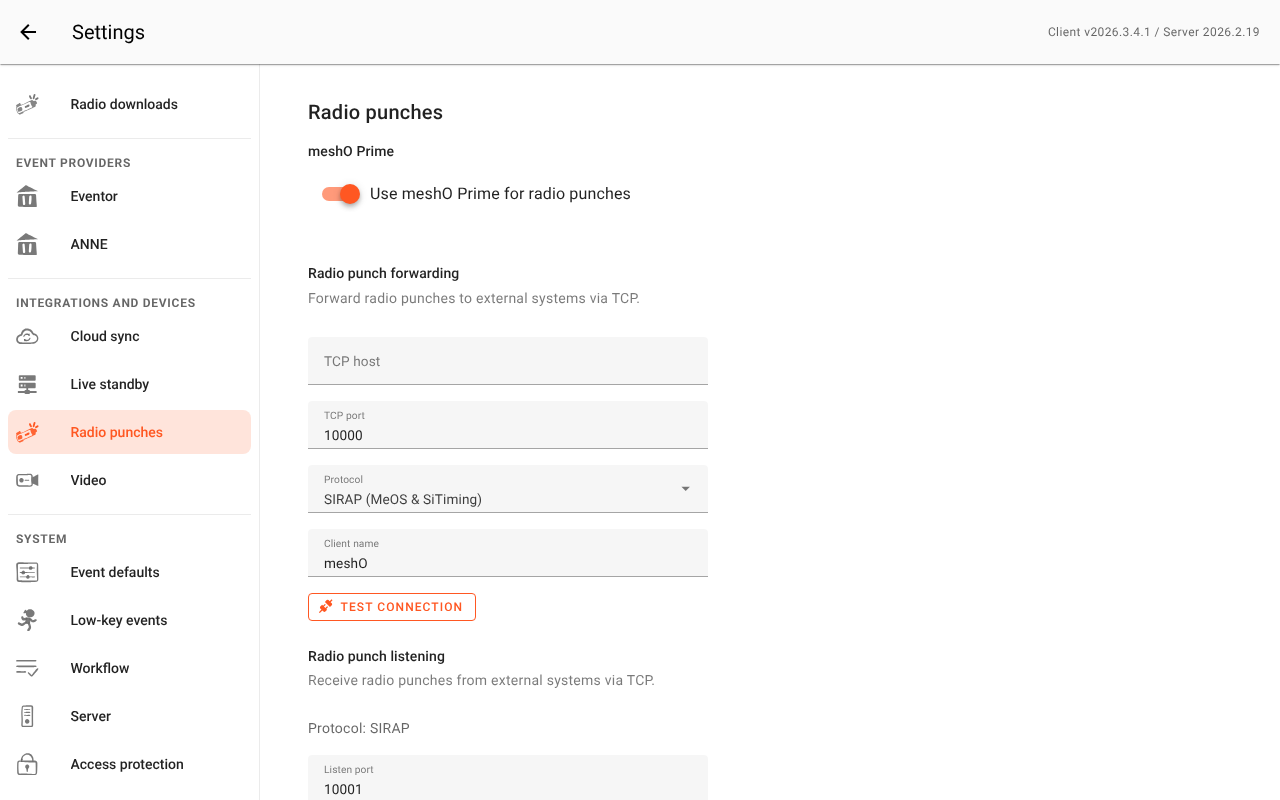 Settings
Client v2026.3.4.1 / Server 2026.2.19
Radio downloads
EVENT PROVIDERS
Eventor
ANNE
INTEGRATIONS AND DEVICES
Cloud sync
Live standby
Radio punches
Video
SYSTEM
Event defaults
Low-key events
Workflow
Server
Access protection
Radio punches
meshO Prime
Use meshO Prime for radio punches
Radio punch forwarding
Forward radio punches to external systems via TCP.
TCP host
TCP port
10000
Protocol
SIRAP (MeOS & SiTiming)
Client name
meshO
TEST CONNECTION
Radio punch listening
Receive radio punches from external systems via TCP.
Protocol: SIRAP
Listen port
10001